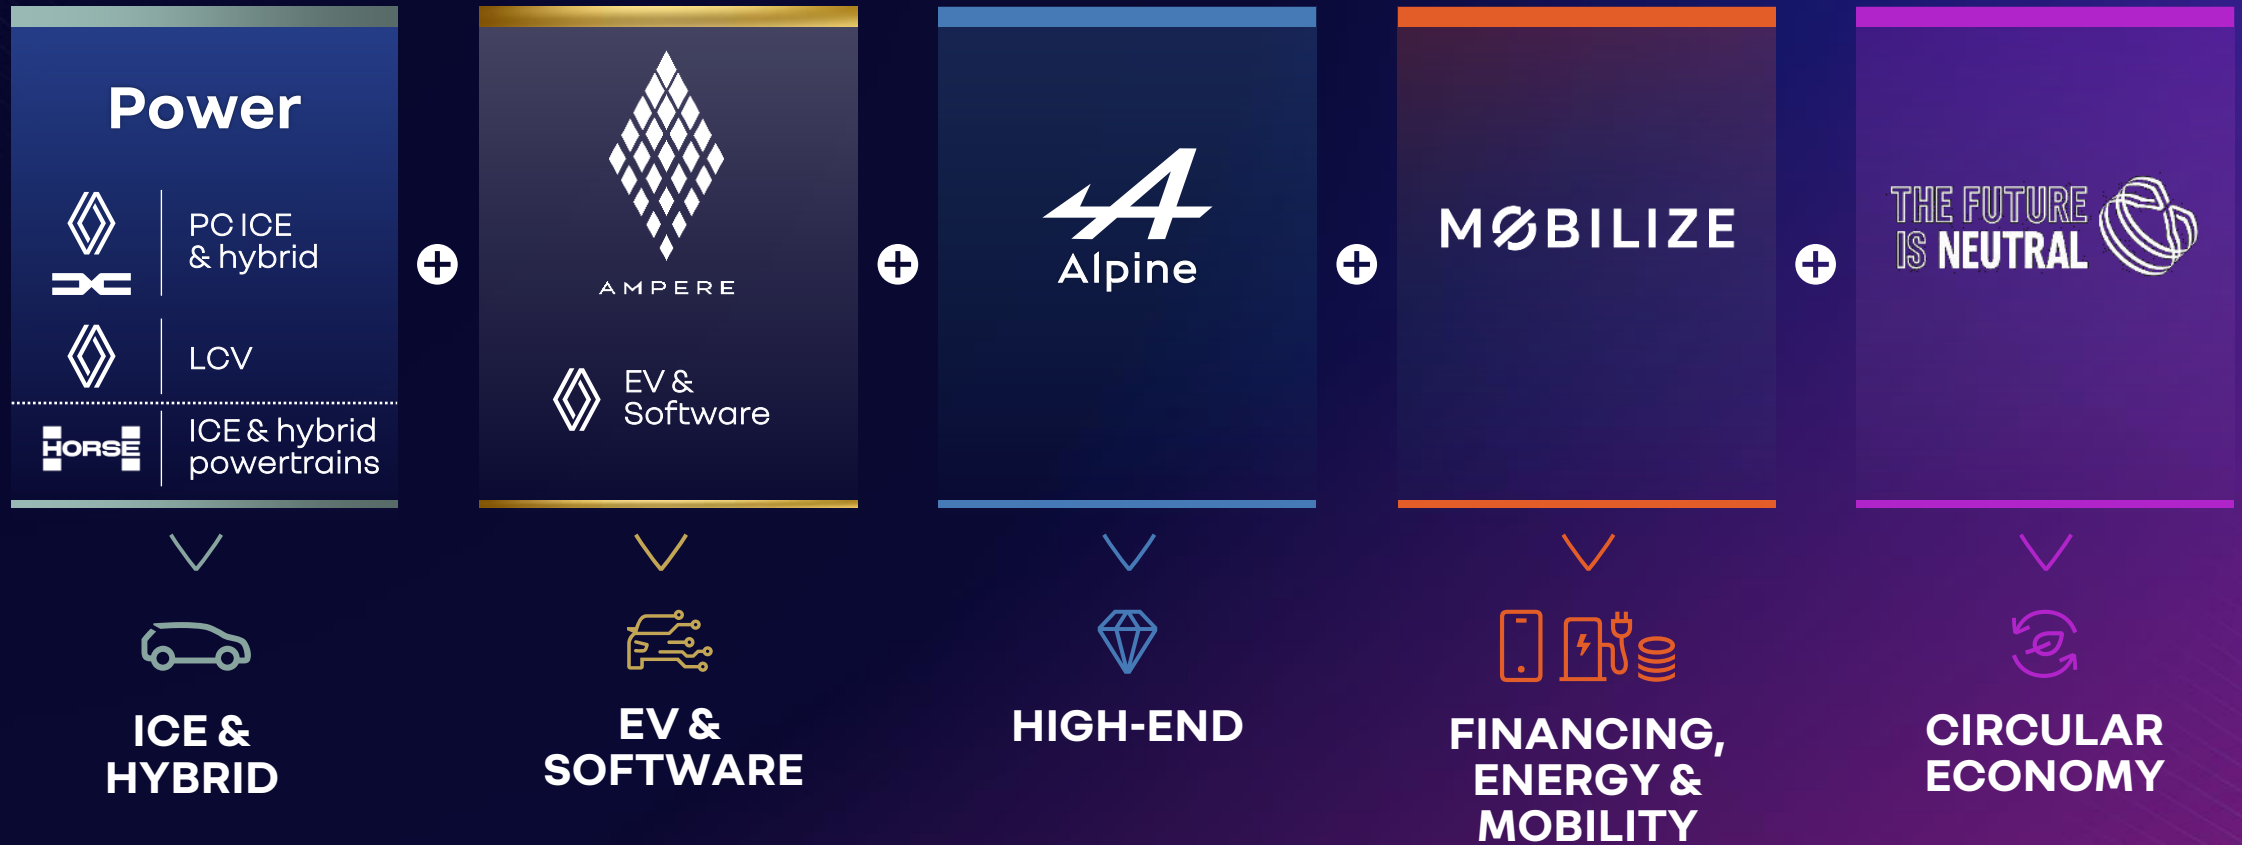 Power
PC ICE
& hybrid
LCV
HORSE
ICE & hybrid
powertrains
AMPERE
EV &
Software
Alpine
MOBILIZE
THE FUTURE
IS NEUTRAL
ICE &
HYBRID
EV &
SOFTWARE
HIGH-END
FINANCING,
ENERGY &
MOBILITY
CIRCULAR
ECONOMY